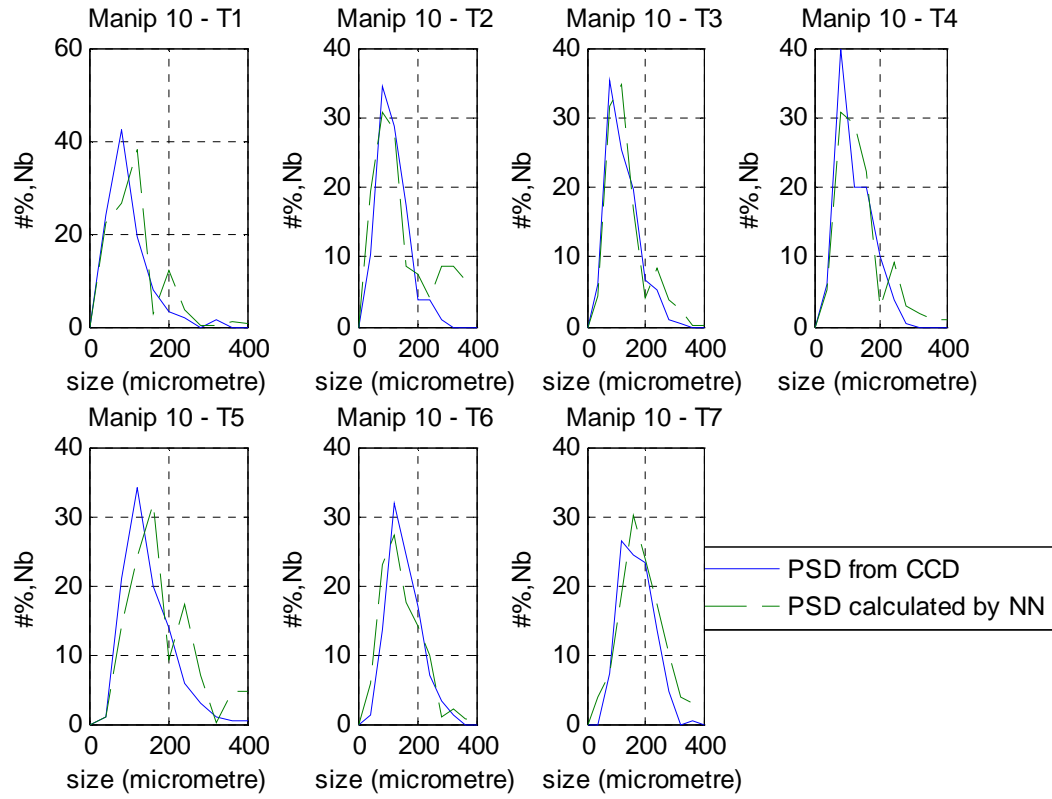 Manip 10 - T1
60
40
20
0
#%,Nb
0 200 400
size (micrometre)
Manip 10 - T2
40
30
20
10
0
#%,Nb
0 200 400
size (micrometre)
Manip 10 - T3
40
30
20
10
0
#%,Nb
0 200 400
size (micrometre)
Manip 10 - T4
40
30
20
10
0
#%,Nb
0 200 400
size (micrometre)
Manip 10 - T5
40
30
20
10
0
#%,Nb
0 200 400
size (micrometre)
Manip 10 - T6
40
30
20
10
0
#%,Nb
0 200 400
size (micrometre)
Manip 10 - T7
40
30
20
10
0
#%,Nb
0 200 400
size (micrometre)
PSD from CCD
PSD calculated by NN